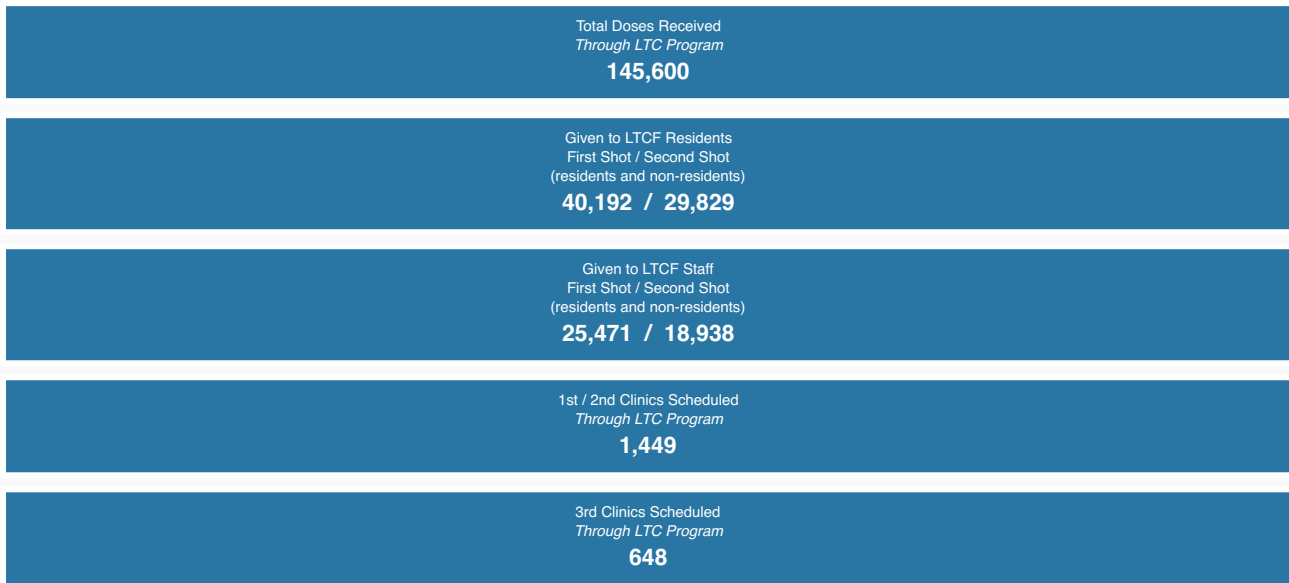 Total Doses Received
Through LTC Program
145,600
Given to LTCF Residents
First Shot / Second Shot
(residents and non-residents)
40,192 / 29,829
Given to LTCF Staff
First Shot / Second Shot
(residents and non-residents)
25,471 / 18,938
1st / 2nd Clinics Scheduled
Through LTC Program
1,449
3rd Clinics Scheduled
Through LTC Program
648